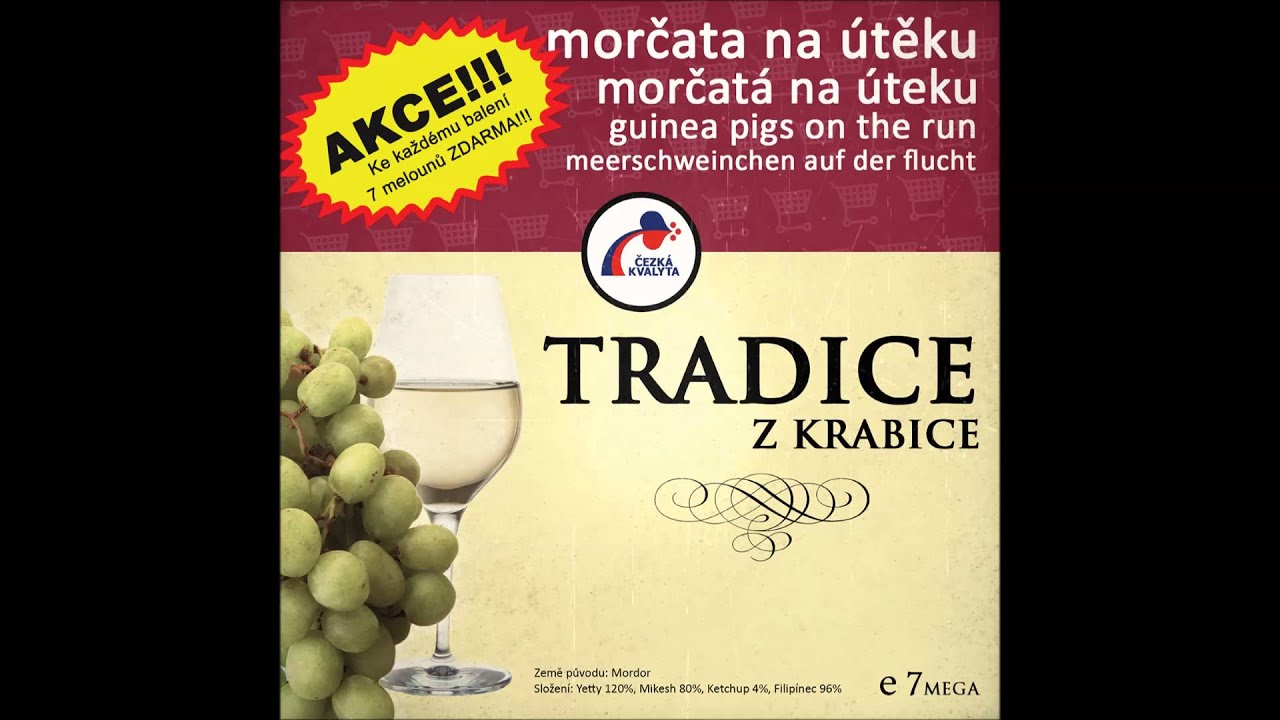 AKCE!!!
Ke každému balení
7 melounů ZDARMA!!!
morčata na útěku
morčatá na úteku
guinea pigs on the run
meerschweinchen auf der flucht
ČEZKÁ
KVALYTA
TRADICE
Z KRABICE
Země původu: Mordor
Složení: Yetty 120%, Mikesh 80%, Ketchup 4%, Filipínec 96%
e 7MEGA